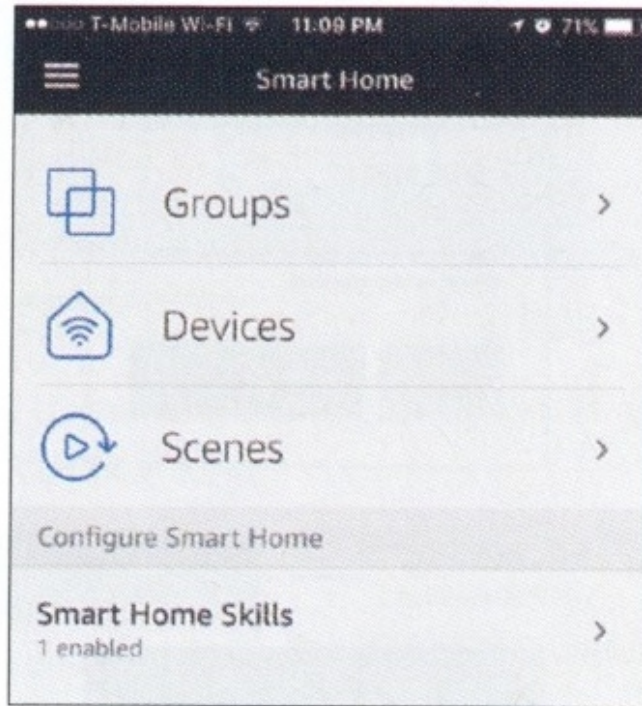 T-Mobile Wi-Fi 11:09 PM 71%
Smart Home
Groups
Devices
Scenes
Configure Smart Home
Smart Home Skills
1 enabled